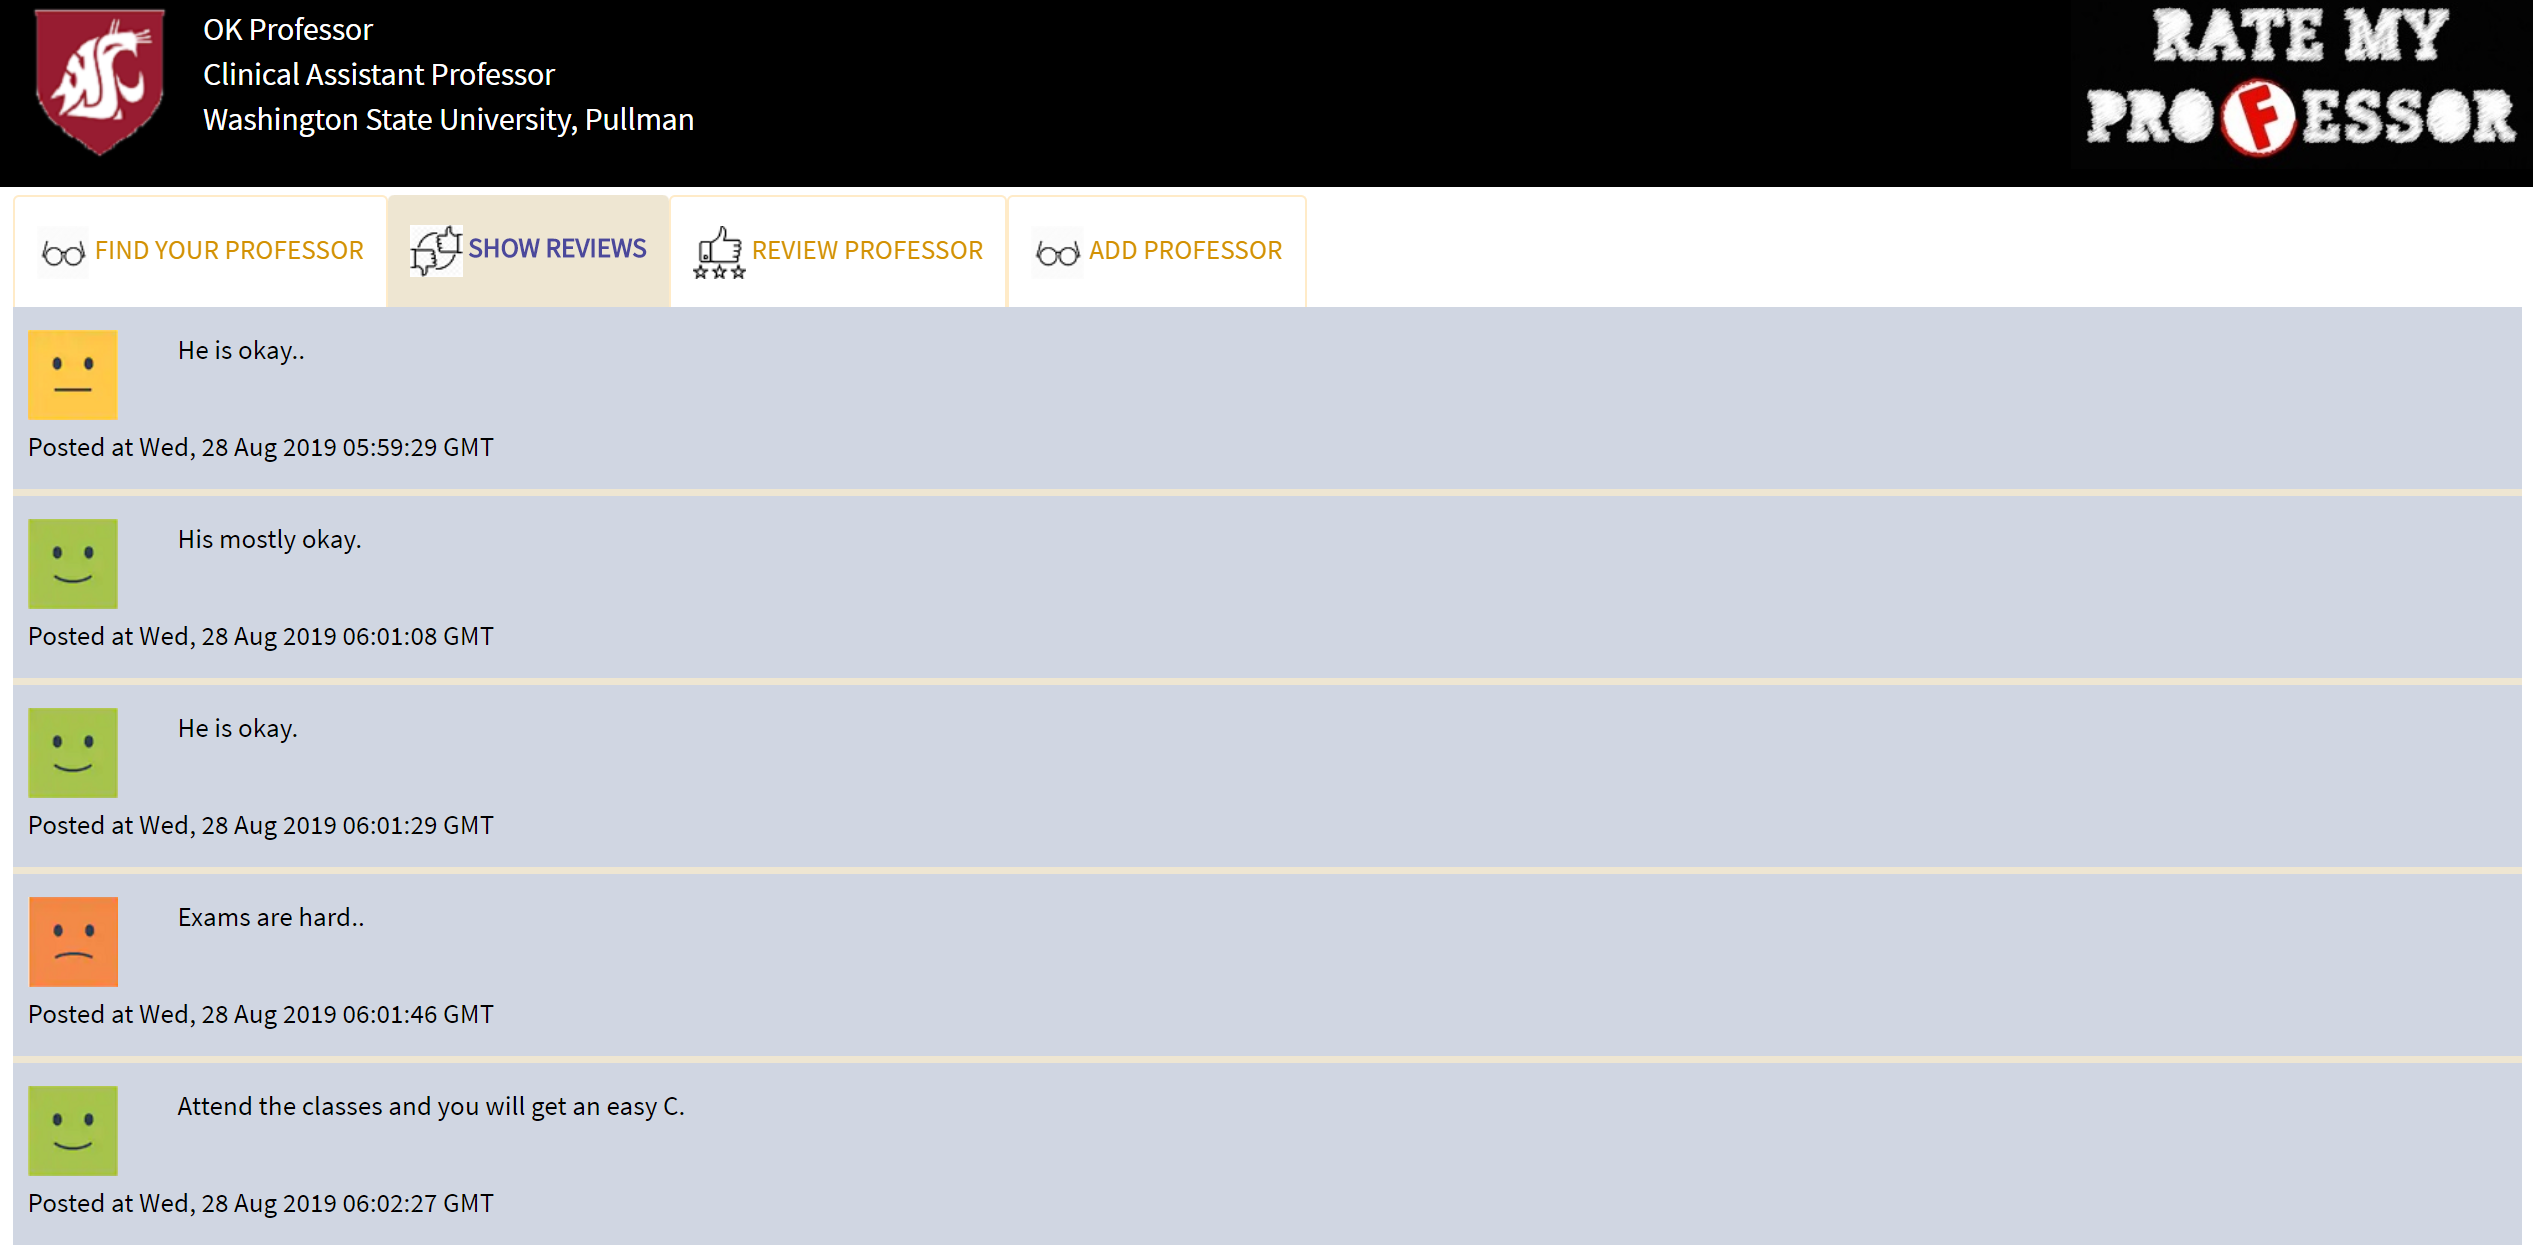 OK Professor
Clinical Assistant Professor
Washington State University, Pullman
RATE MY
PROFESSOR
FIND YOUR PROFESSOR
SHOW REVIEWS
REVIEW PROFESSOR
ADD PROFESSOR
He is okay..
Posted at Wed, 28 Aug 2019 05:59:29 GMT
His mostly okay.
Posted at Wed, 28 Aug 2019 06:01:08 GMT
He is okay.
Posted at Wed, 28 Aug 2019 06:01:29 GMT
Exams are hard..
Posted at Wed, 28 Aug 2019 06:01:46 GMT
Attend the classes and you will get an easy C.
Posted at Wed, 28 Aug 2019 06:02:27 GMT